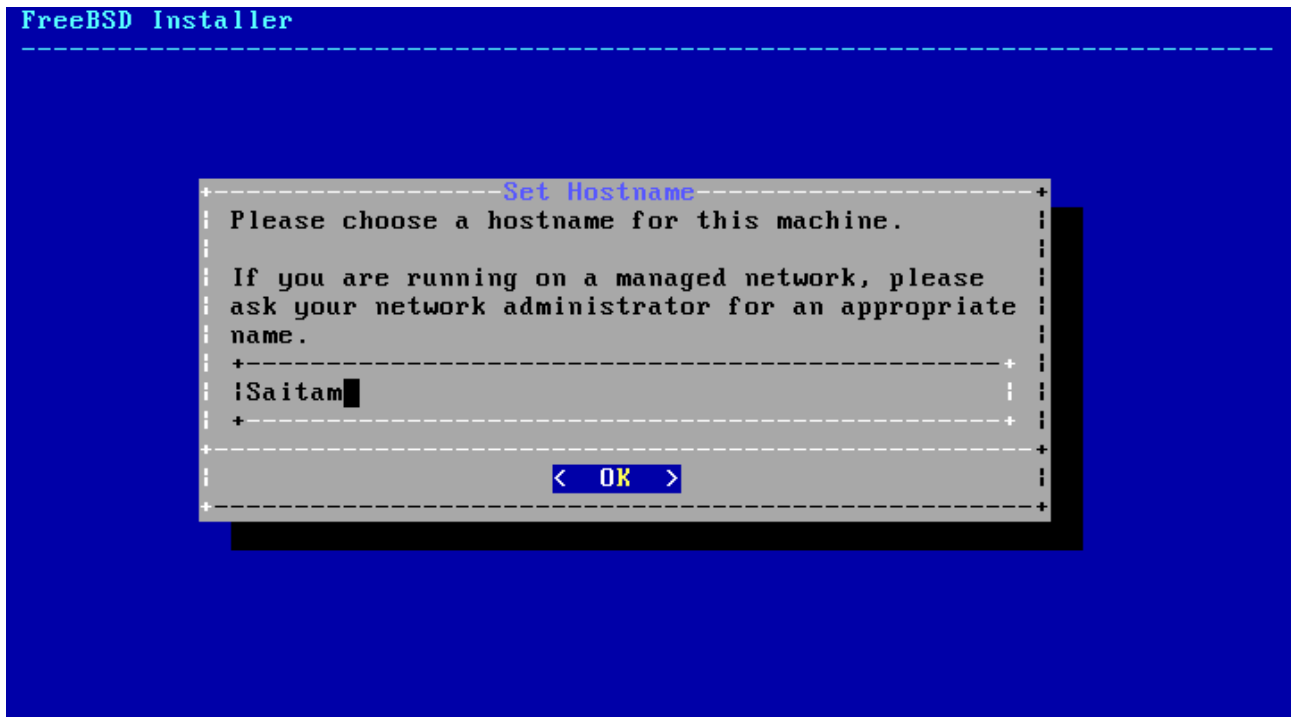 FreeBSD Installer
Set Hostname
Please choose a hostname for this machine.
If you are running on a managed network, please
ask your network administrator for an appropriate
name.
Saitam
< OK >